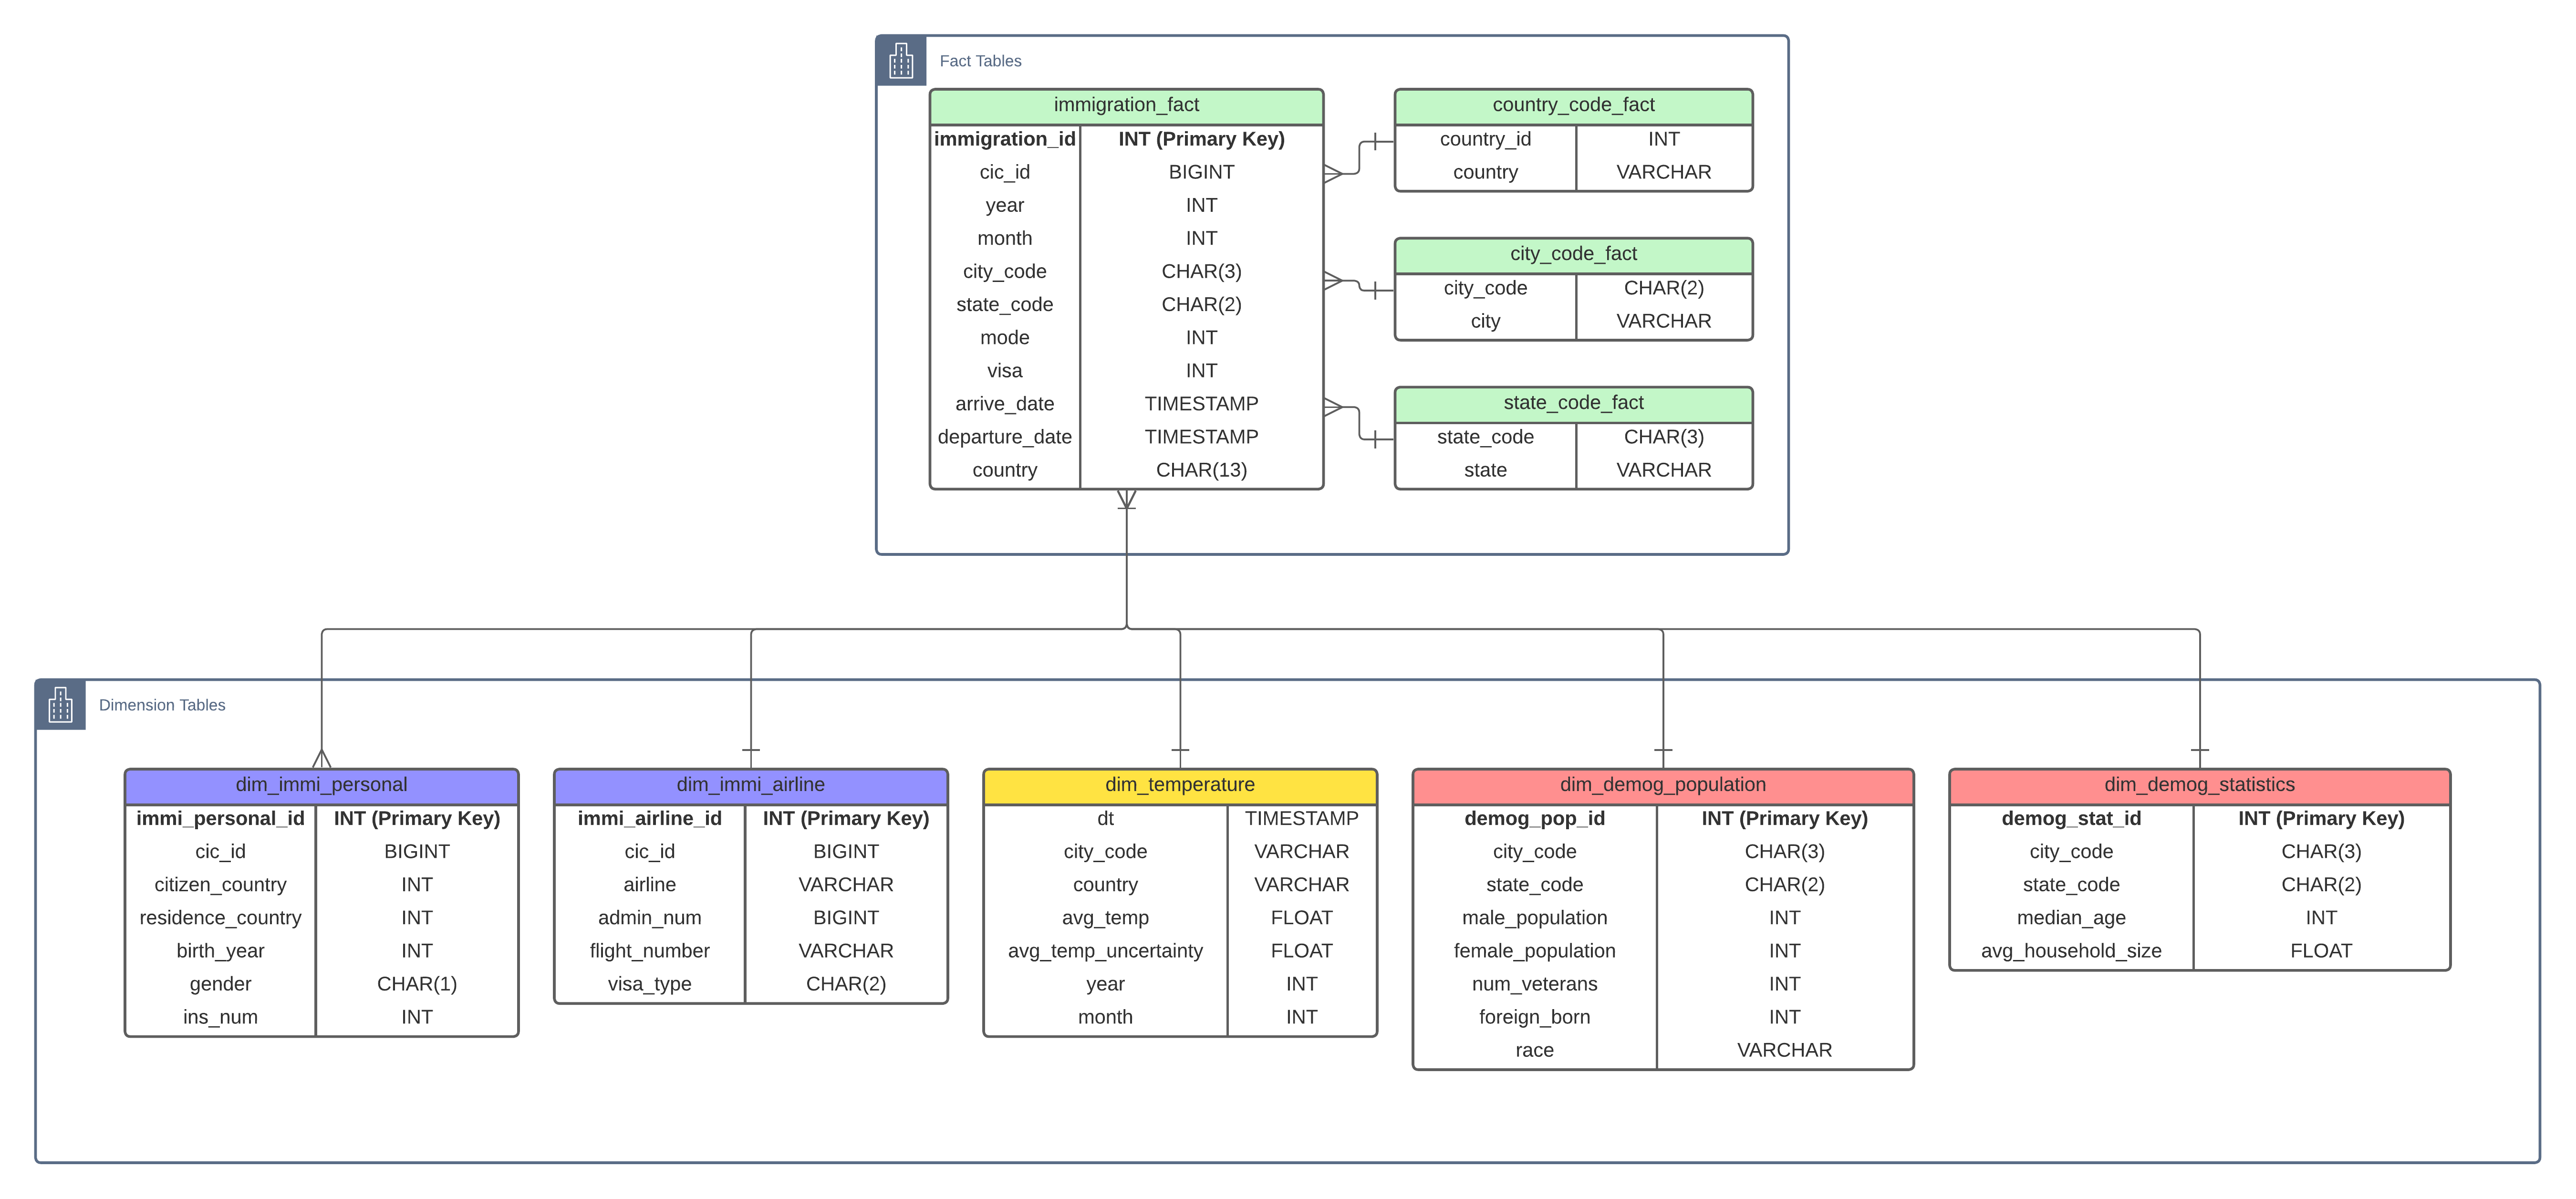 Fact Tables
immigration_fact
immigration_id INT (Primary Key)
cic_id BIGINT
year INT
month INT
city_code CHAR(3)
state_code CHAR(2)
mode INT
visa INT
arrive_date TIMESTAMP
departure_date TIMESTAMP
country CHAR(13)
country_code_fact
country_id INT
country VARCHAR
city_code_fact
city_code CHAR(2)
city VARCHAR
state_code_fact
state_code CHAR(3)
state VARCHAR
Dimension Tables
dim_immi_personal
immi_personal_id INT (Primary Key)
cic_id BIGINT
citizen_country INT
residence_country INT
birth_year INT
gender CHAR(1)
ins_num INT
dim_immi_airline
immi_airline_id INT (Primary Key)
cic_id BIGINT
airline VARCHAR
admin_num BIGINT
flight_number VARCHAR
visa_type CHAR(2)
dim_temperature
dt TIMESTAMP
city_code VARCHAR
country VARCHAR
avg_temp FLOAT
avg_temp_uncertainty FLOAT
year INT
month INT
dim_demog_population
demog_pop_id INT (Primary Key)
city_code CHAR(3)
state_code CHAR(2)
male_population INT
female_population INT
num_veterans INT
foreign_born INT
race VARCHAR
dim_demog_statistics
demog_stat_id INT (Primary Key)
city_code CHAR(3)
state_code CHAR(2)
median_age INT
avg_household_size FLOAT